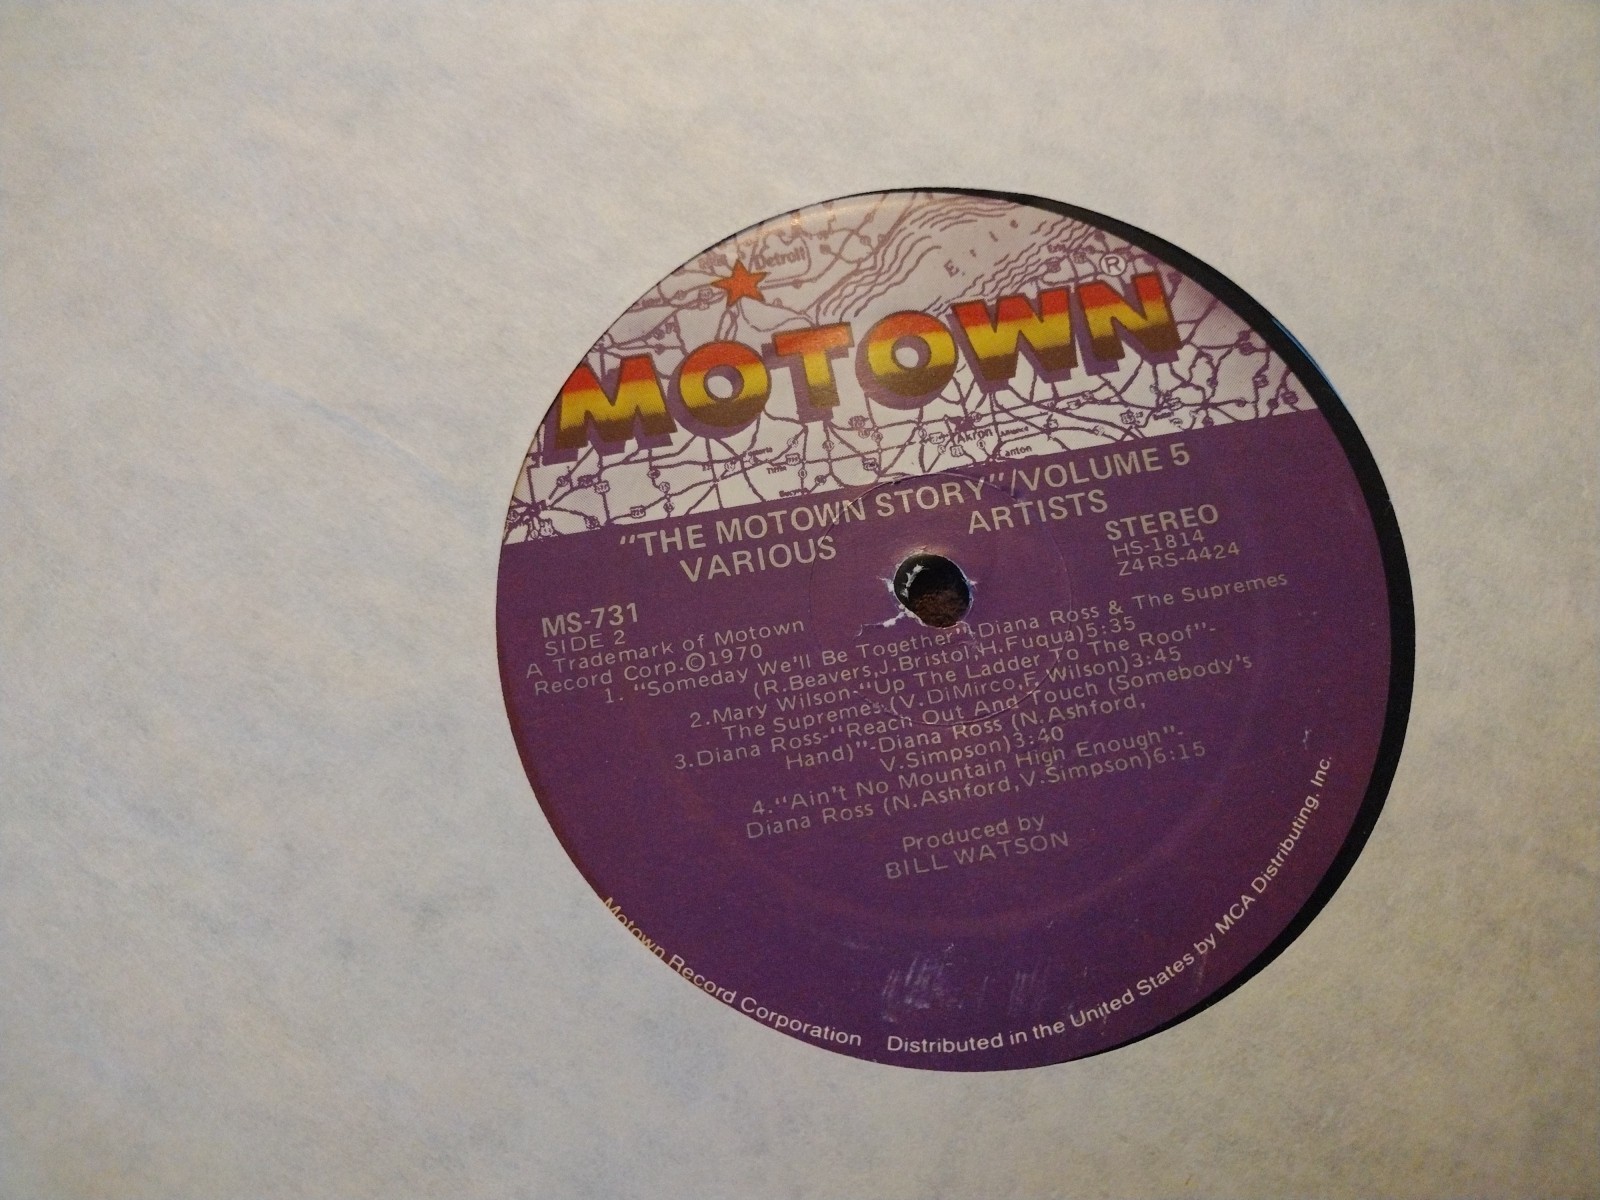 Detroit
Erie
®
MOTOWN
Akron
Alliance
Canton
Tiffin
"THE MOTOWN STORY"/VOLUME 5
VARIOUS ARTISTS
STEREO
HS-1814
Z4RS-4424
MS-731
SIDE 2
A Trademark of Motown
Record Corp.©1970
1. "Someday We'll Be Together"-Diana Ross & The Supremes
(R.Beavers,J.Bristol,H.Fuqua)5:35
2.Mary Wilson-"Up The Ladder To The Roof"-
The Supremes.(V.DiMirco,F.Wilson)3:45
3.Diana Ross-"Reach Out And Touch (Somebody's
Hand)"-Diana Ross (N.Ashford,
V.Simpson)3:40
4."Ain't No Mountain High Enough"-
Diana Ross (N.Ashford,V.Simpson)6:15
Produced by
BILL WATSON
Motown Record Corporation Distributed in the United States by MCA Distributing, Inc.